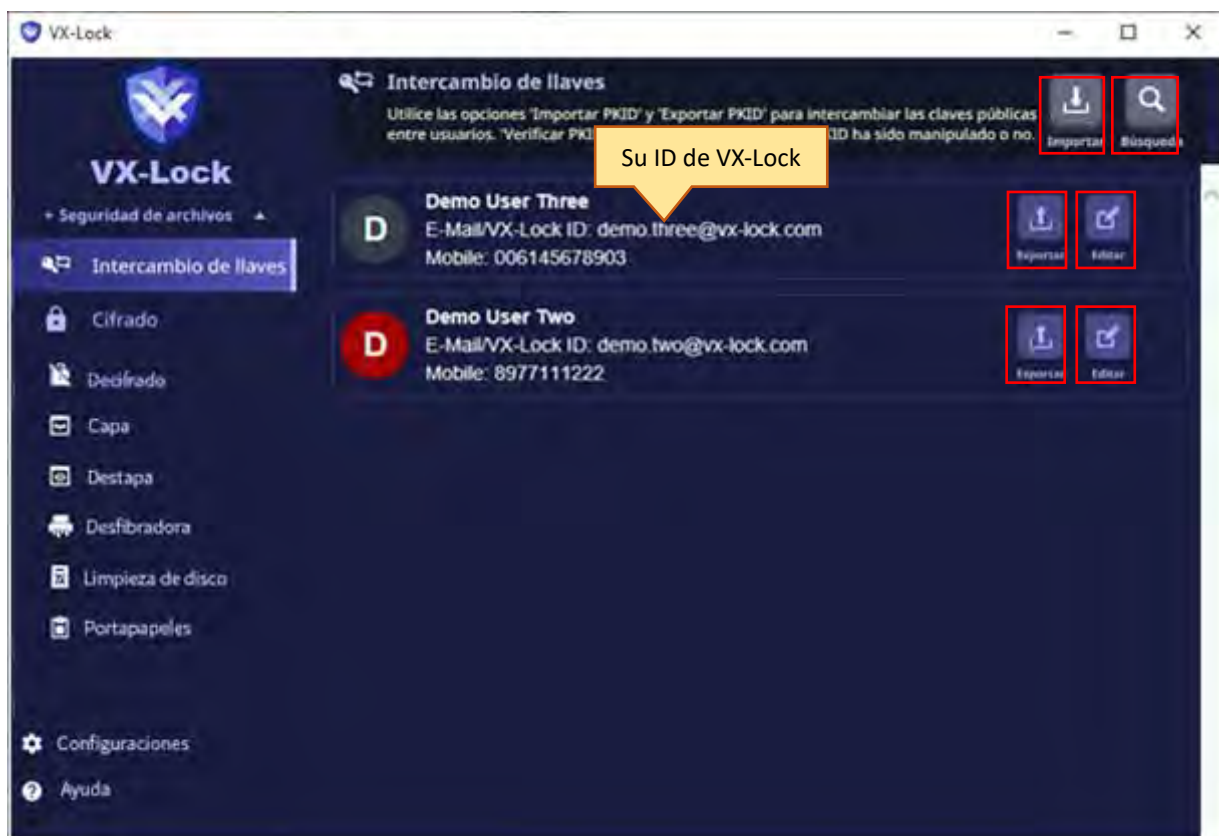 VX-Lock
VX-Lock
+ Seguridad de archivos
Intercambio de llaves
Cifrado
Decifrado
Capa
Destapa
Desfibradora
Limpieza de disco
Portapapeles
Configuraciones
Ayuda
Intercambio de llaves
Utilice las opciones 'Importar PKID' y 'Exportar PKID' para intercambiar las claves públicas
entre usuarios. 'Verificar PKI ID ha sido manipulado o no.
Importar
Búsqueda
Su ID de VX-Lock
D
Demo User Three
E-Mail/VX-Lock ID: demo.three@vx-lock.com
Mobile: 006145678903
Exportar
Editar
D
Demo User Two
E-Mail/VX-Lock ID: demo.two@vx-lock.com
Mobile: 8977111222
Exportar
Editar